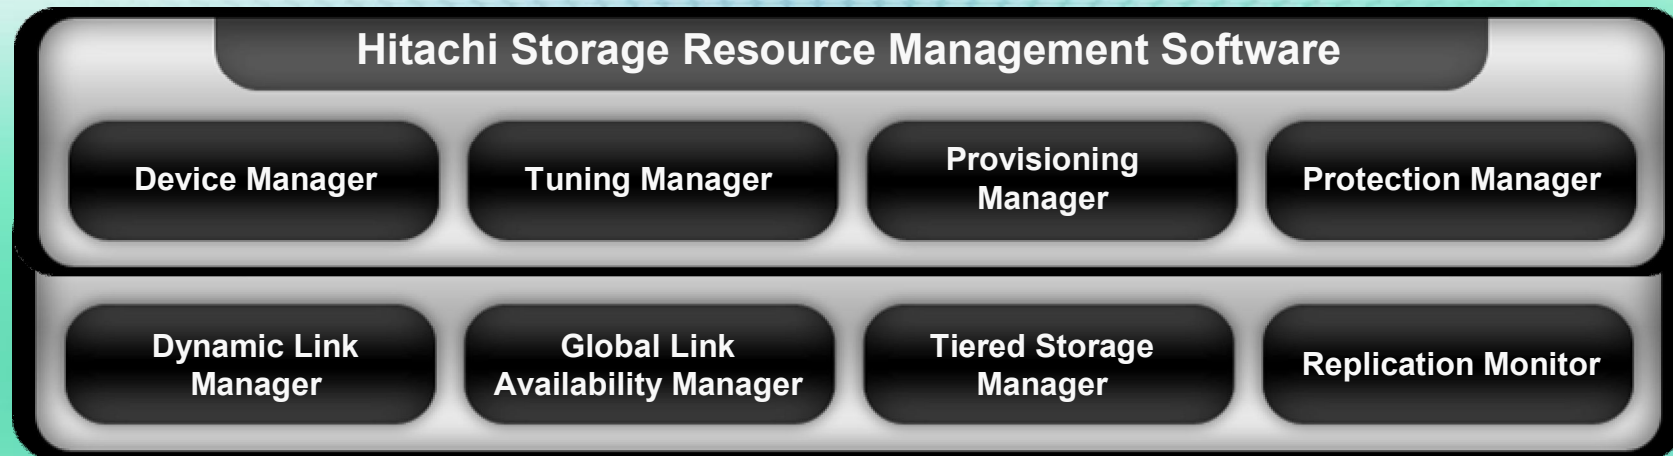 Hitachi Storage Resource Management Software
Device Manager
Tuning Manager
Provisioning
Manager
Protection Manager
Dynamic Link
Manager
Global Link
Availability Manager
Tiered Storage
Manager
Replication Monitor